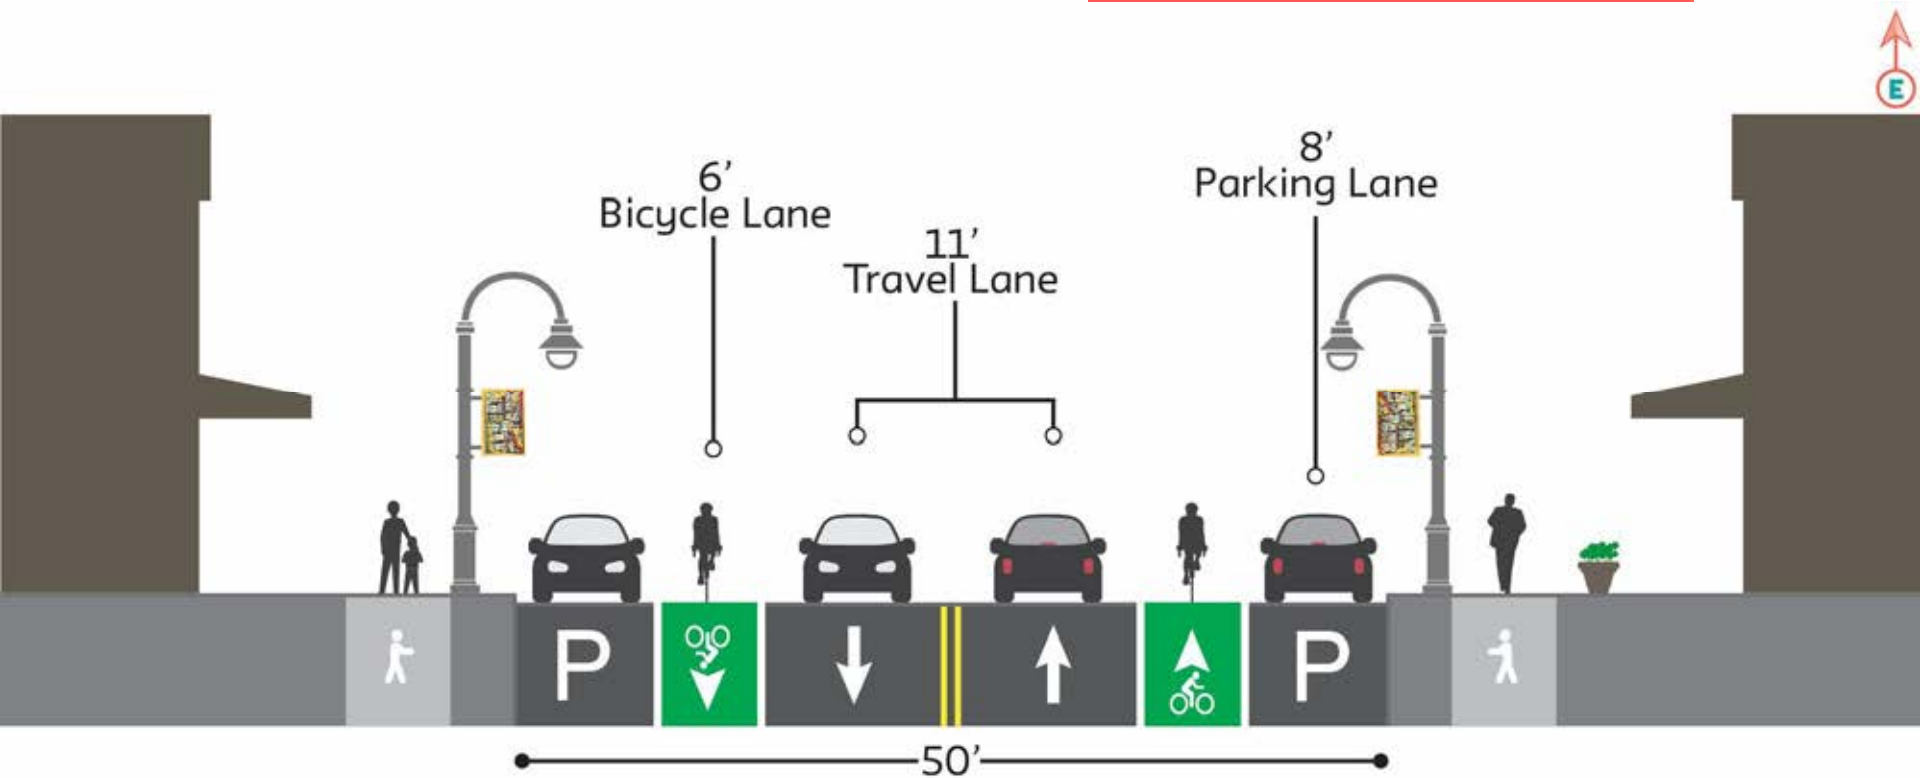 E
8’
Parking Lane
6’
Bicycle Lane
11’
Travel Lane
P
P
50’